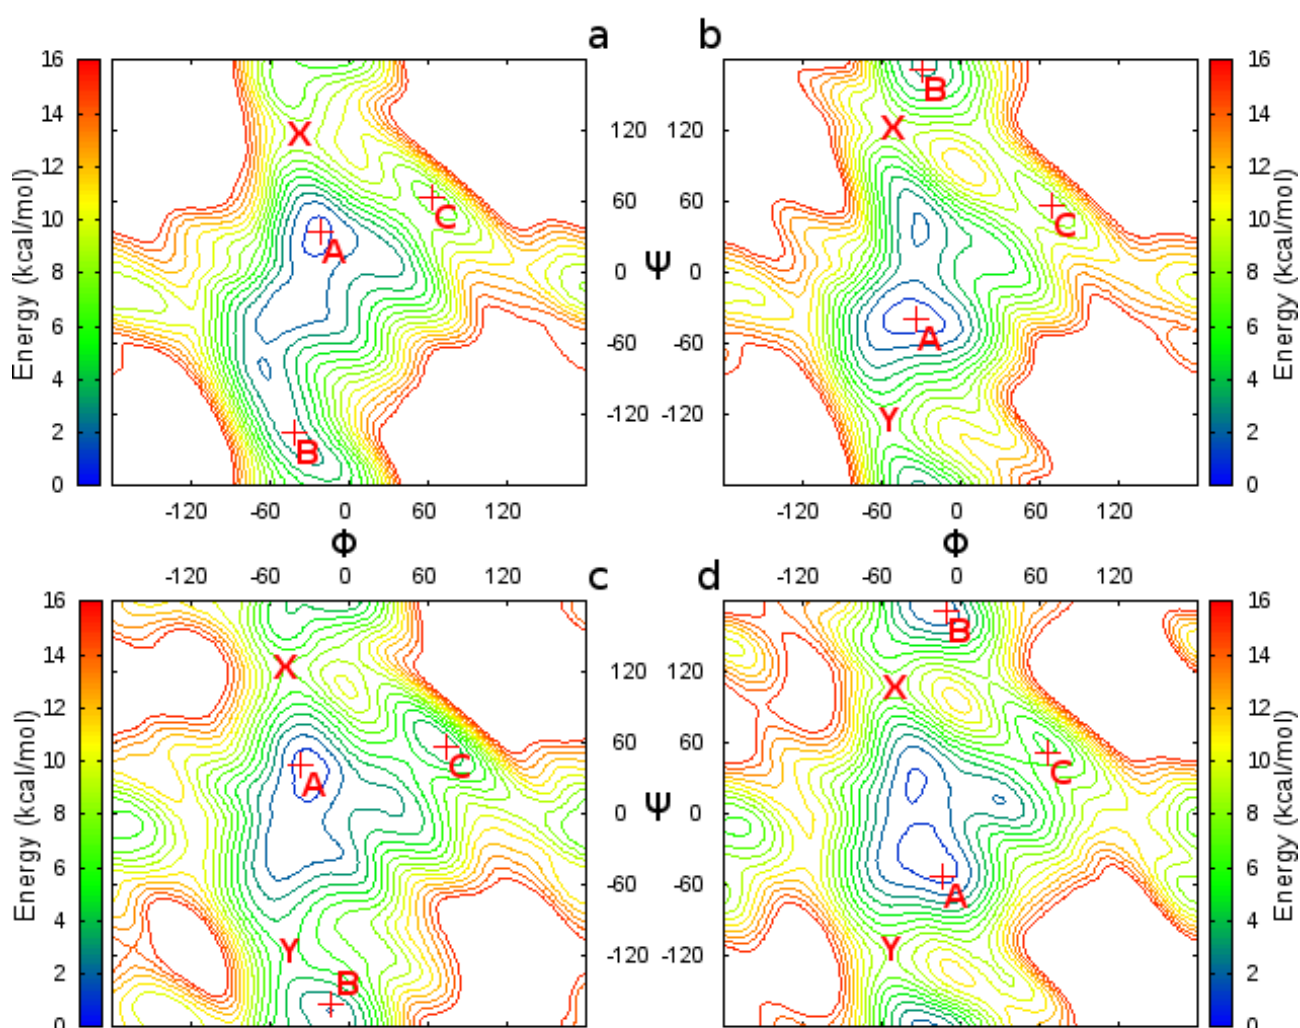 a b
16 14 12 10 8 6 4 2 0
Energy (kcal/mol)
X A B C
120 60 0 -60 -120
Ψ
120 60 0 -60 -120
B X C A Y
16 14 12 10 8 6 4 2 0
Energy (kcal/mol)
-120 -60 0 60 120
-120 -60 0 60 120
Φ Φ
-120 -60 0 60 120
-120 -60 0 60 120
c d
16 14 12 10 8 6 4 2 0
Energy (kcal/mol)
X C A Y B
120 60 0 -60 -120
Ψ
120 60 0 -60 -120
B X C A Y
16 14 12 10 8 6 4 2 0
Energy (kcal/mol)